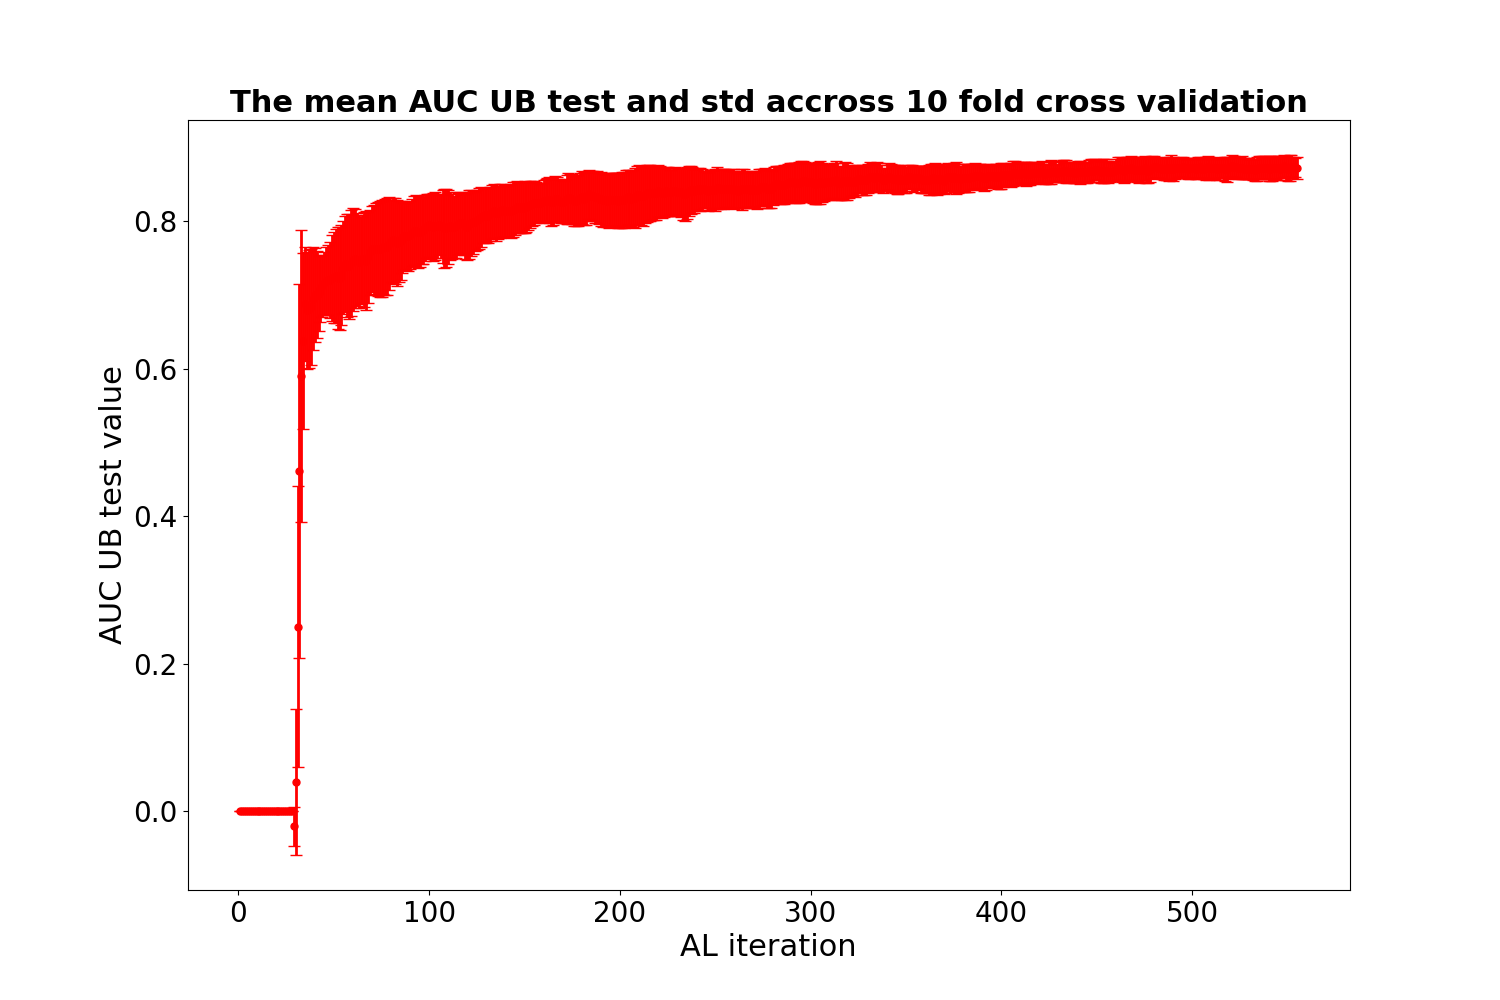 The mean AUC UB test and std accross 10 fold cross validation
0.8
0.6
0.4
0.2
0.0
AUC UB test value
0 100 200 300 400 500
AL iteration